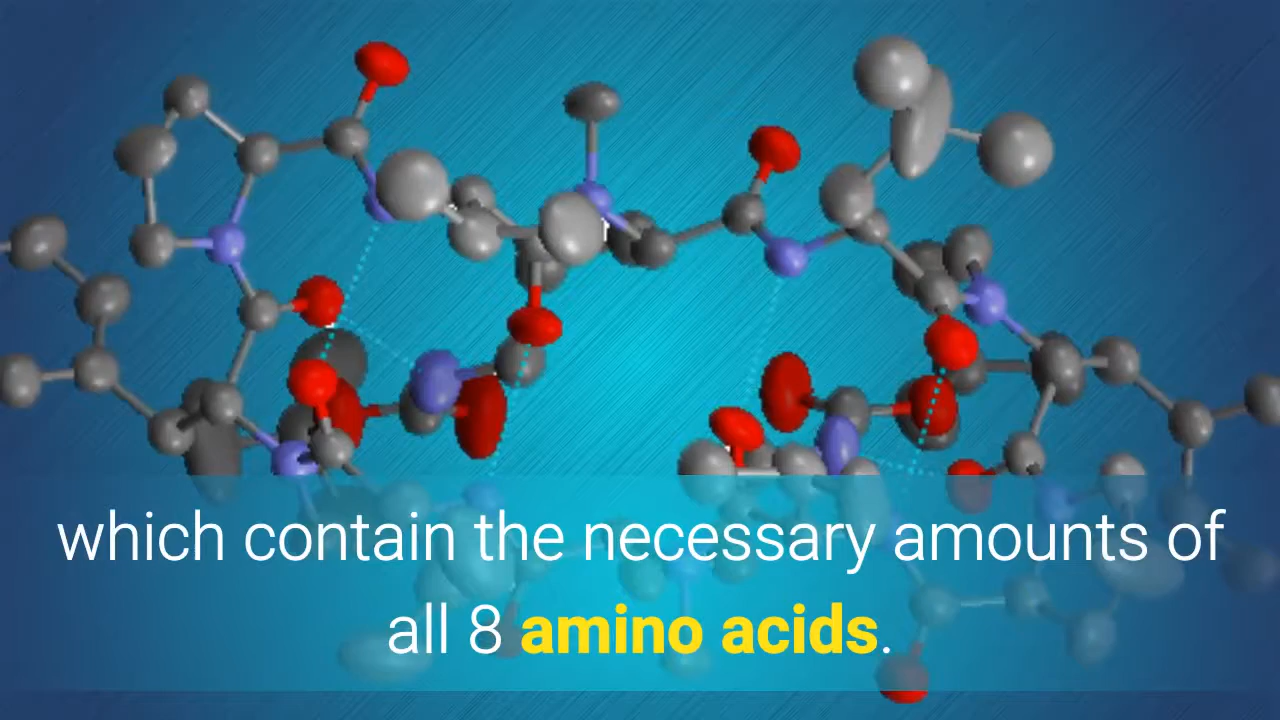 which contain the necessary amounts of
all 8 amino acids.